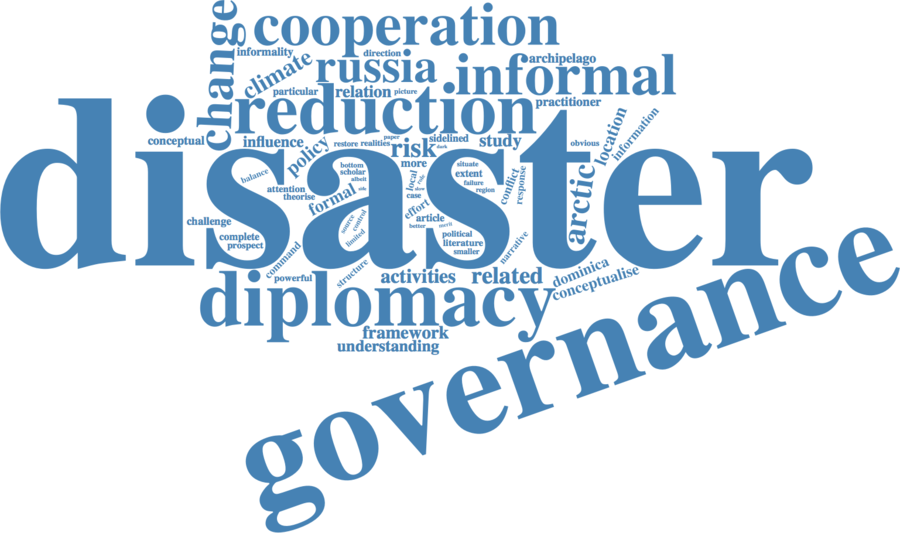 change
cooperation
informality
direction
climate
russia
archipelago
informal
particular
relation
picture
reduction
practitioner
disaster
conceptual
influence
policy
restore
realities
paper
risk
sidelined
dark
study
obvious
location
information
more
balance
bottom
scholar
albeit
attention
theorise
formal
local
case
situate
extent
failure
region
conflict
response
arctic
effort
article
better
merit
source
control
limited
challenge
complete
prospect
political
literature
smaller
narrative
command
powerful
structure
activities
related
dominica
conceptualise
diplomacy
framework
understanding
governance